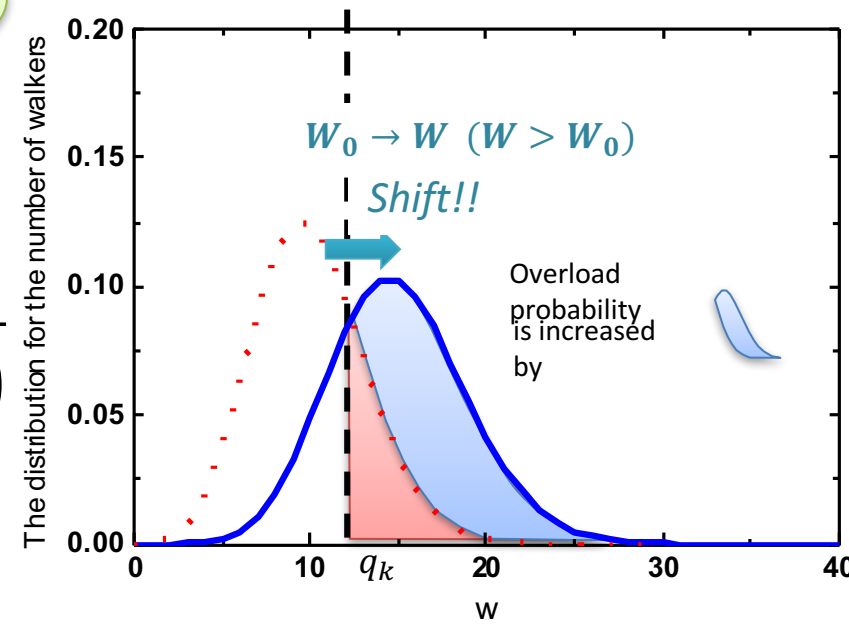 The distribution for the number of walkers
0.20
0.15
0.10
0.05
0.00
W₀ → W (W > W₀)
Shift!!
Overload
probability
is increased
by
0
10
q_k
20
30
40
w